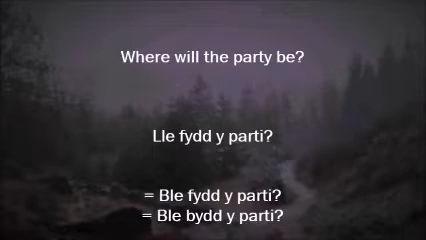 Where will the party be?
Lle fydd y parti?
= Ble fydd y parti?
= Ble bydd y parti?